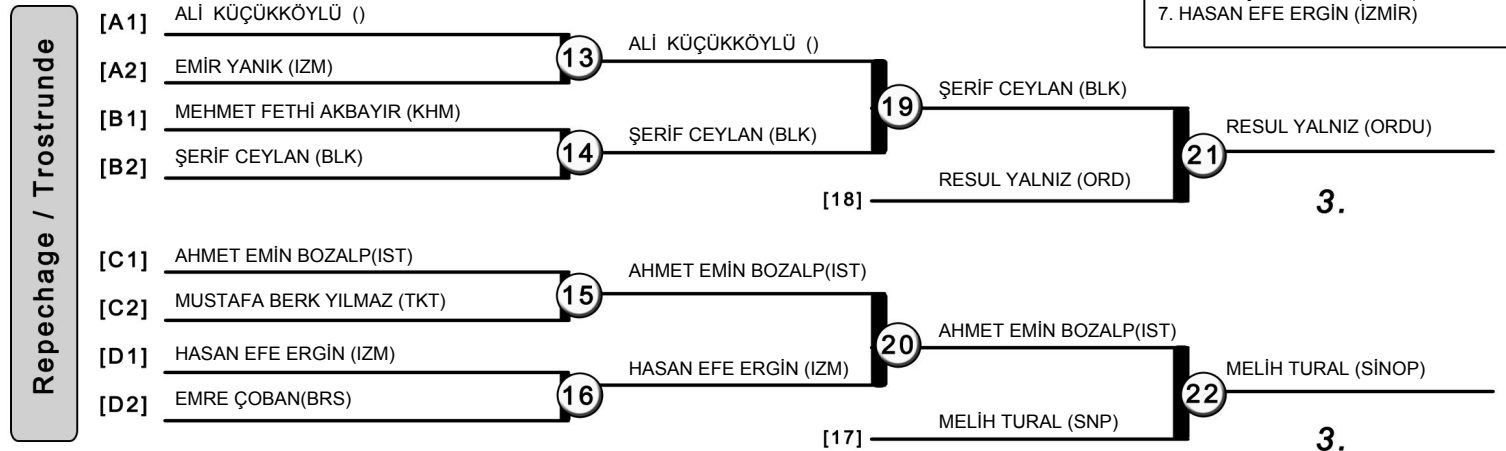 7. HASAN EFE ERGİN (İZMİR)
Repechage / Trostrunde
[A1] ALİ KÜÇÜKKÖYLÜ ()
[A2] EMİR YANIK (IZM)
13
ALİ KÜÇÜKKÖYLÜ ()
[B1] MEHMET FETHİ AKBAYIR (KHM)
[B2] ŞERİF CEYLAN (BLK)
14
ŞERİF CEYLAN (BLK)
19
ŞERİF CEYLAN (BLK)
[18] RESUL YALNIZ (ORD)
21
RESUL YALNIZ (ORDU)
3.
[C1] AHMET EMİN BOZALP(IST)
[C2] MUSTAFA BERK YILMAZ (TKT)
15
AHMET EMİN BOZALP(IST)
[D1] HASAN EFE ERGİN (IZM)
[D2] EMRE ÇOBAN(BRS)
16
HASAN EFE ERGİN (IZM)
20
AHMET EMİN BOZALP(IST)
[17] MELİH TURAL (SNP)
22
MELİH TURAL (SİNOP)
3.